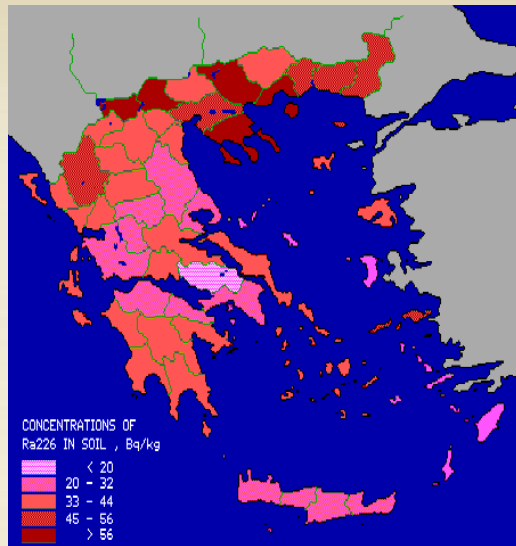 CONCENTRATIONS OF
Ra226 IN SOIL , Bq/kg
< 20
20 - 32
33 - 44
45 - 56
> 56